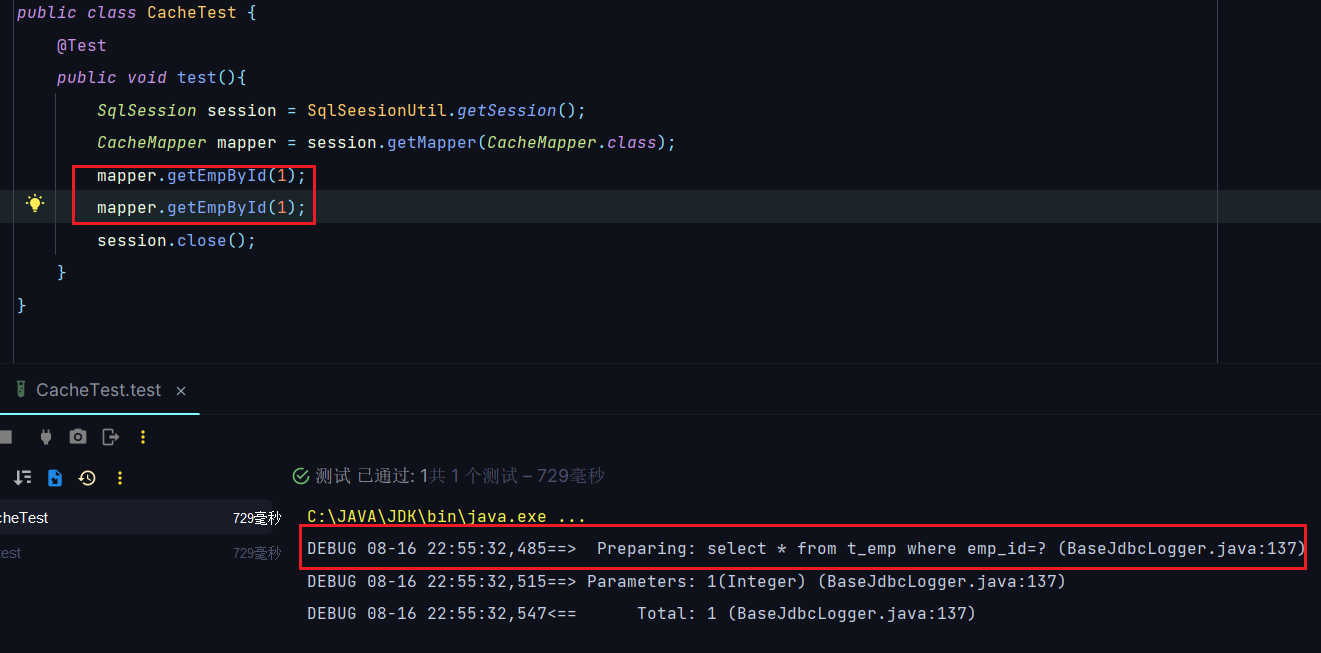 public class CacheTest {
@Test
public void test(){
SqlSession session = SqlSeesionUtil.getSession();
CacheMapper mapper = session.getMapper(CacheMapper.class);
mapper.getEmpById(1);
mapper.getEmpById(1);
session.close();
}
}
CacheTest.test ×
测试 已通过: 1共 1 个测试 – 729毫秒
cheTest 729毫秒
est 729毫秒
C:\JAVA\JDK\bin\java.exe ...
DEBUG 08-16 22:55:32,485==>  Preparing: select * from t_emp where emp_id=? (BaseJdbcLogger.java:137)
DEBUG 08-16 22:55:32,515==> Parameters: 1(Integer) (BaseJdbcLogger.java:137)
DEBUG 08-16 22:55:32,547<==      Total: 1 (BaseJdbcLogger.java:137)